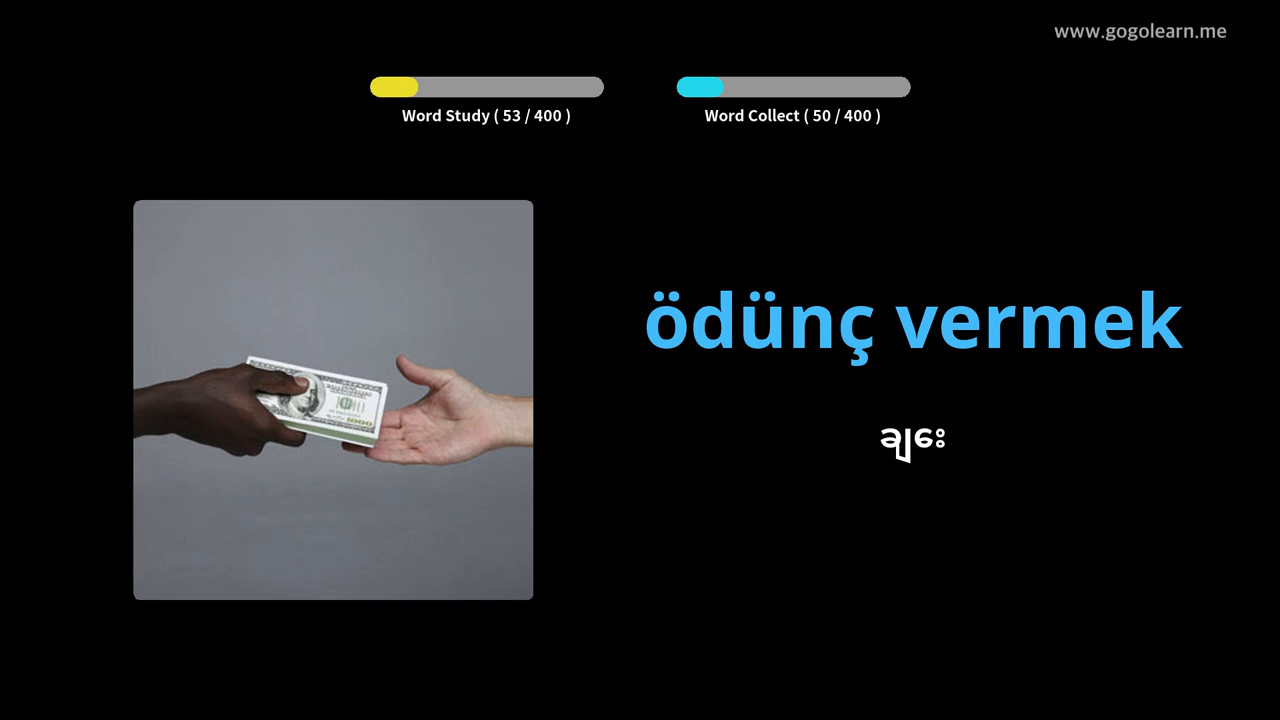 www.gogolearn.me
Word Study ( 53 / 400 )
Word Collect ( 50 / 400 )
ödünç vermek
ချေး